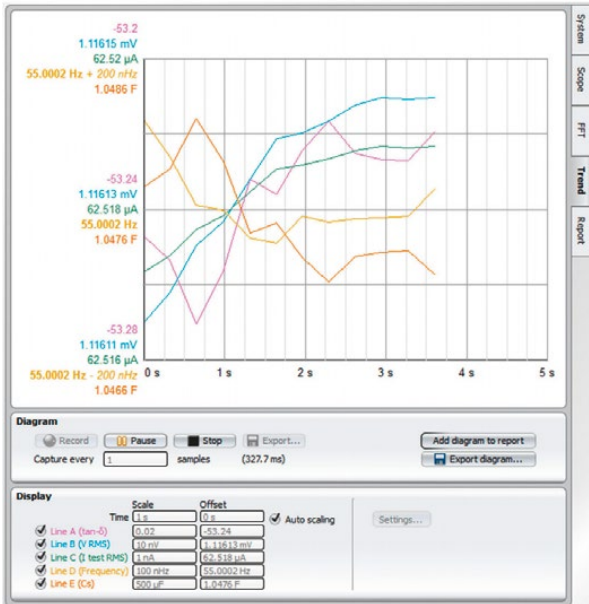 -53.2
1.11615 mV
62.52 µA
55.0002 Hz + 200 nHz
1.0486 F
-53.24
1.11613 mV
62.518 µA
55.0002 Hz
1.0476 F
-53.28
1.11611 mV
62.516 µA
55.0002 Hz - 200 nHz
1.0466 F
0 s 1 s 2 s 3 s 4 s 5 s
System
Scope
FFT
Trend
Report
Diagram
Record Pause Stop Export...
Add diagram to report
Capture every 1 samples (327.7 ms)
Export diagram...
Display
Scale Offset
Time 1 s 0 s Auto scaling Settings...
Line A (tan-δ) 0.02 -53.24
Line B (V RMS) 10 nV 1.11613 mV
Line C (I test RMS) 1 nA 62.518 µA
Line D (Frequency) 100 nHz 55.0002 Hz
Line E (Cs) 500 µF 1.0476 F